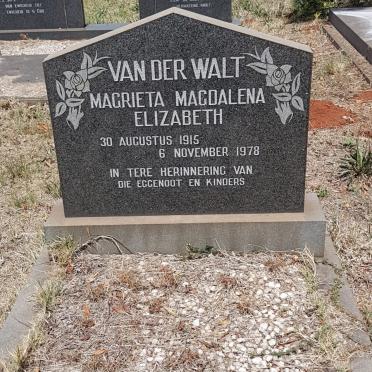 VAN DER WALT
MAGRIETA MAGDALENA
ELIZABETH
30 AUGUSTUS 1915
6 NOVEMBER 1978
IN TERE HERINNERING VAN
DIE EGGENOOT EN KINDERS